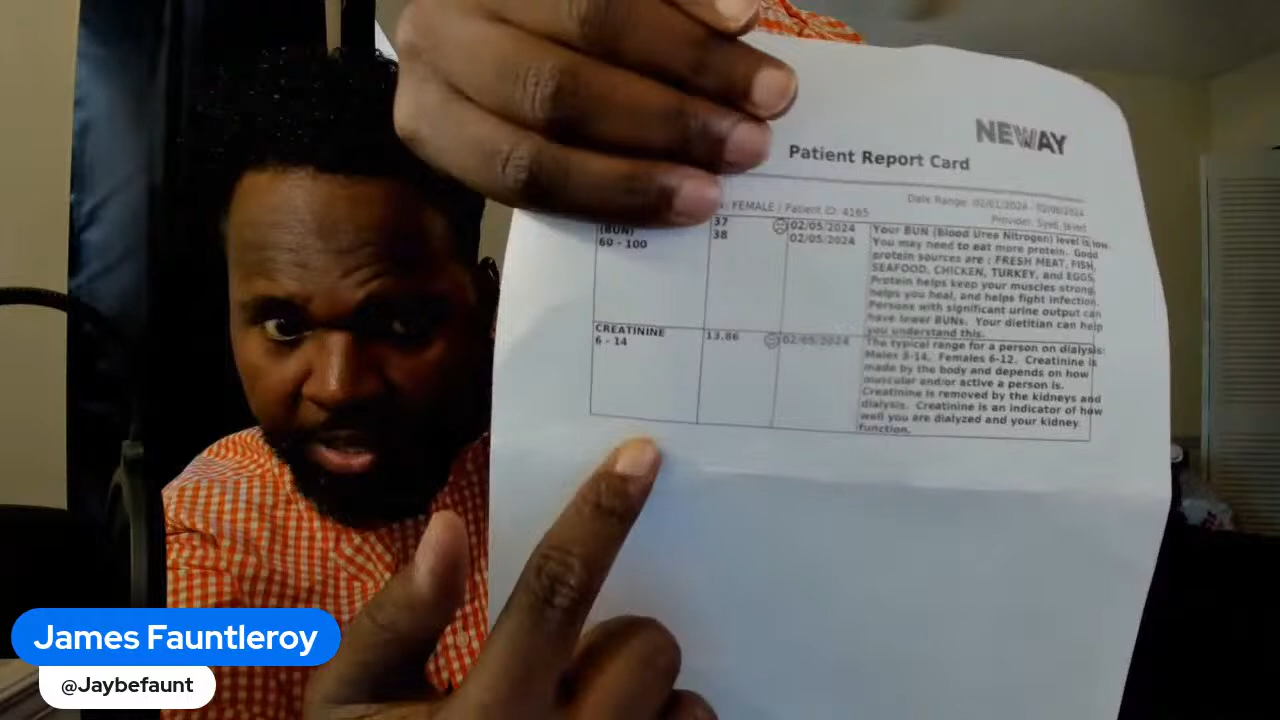 NEWAY
Patient Report Card
Date Range: 02/01/2024 - 02/06/2024
FEMALE / Patient ID: 4165
Provider: Syed,
(BUN)
60 - 100
37
38
02/05/2024
02/05/2024
Your BUN (Blood Urea Nitrogen) level is low.
You may need to eat more protein. Good
protein sources are : FRESH MEAT, FISH,
SEAFOOD, CHICKEN, TURKEY, and EGGS.
Protein helps keep your muscles strong,
helps you heal, and helps fight infection.
Persons with significant urine output can
have lower BUNs. Your dietitian can help
you understand this.
CREATININE
6 - 14
13.86
02/05/2024
The typical range for a person on dialysis:
Males 8-14. Females 6-12. Creatinine is
made by the body and depends on how
muscular and/or active a person is.
Creatinine is removed by the kidneys and
dialysis. Creatinine is an indicator of how
well you are dialyzed and your kidney
function.
James Fauntleroy
@Jaybefaunt